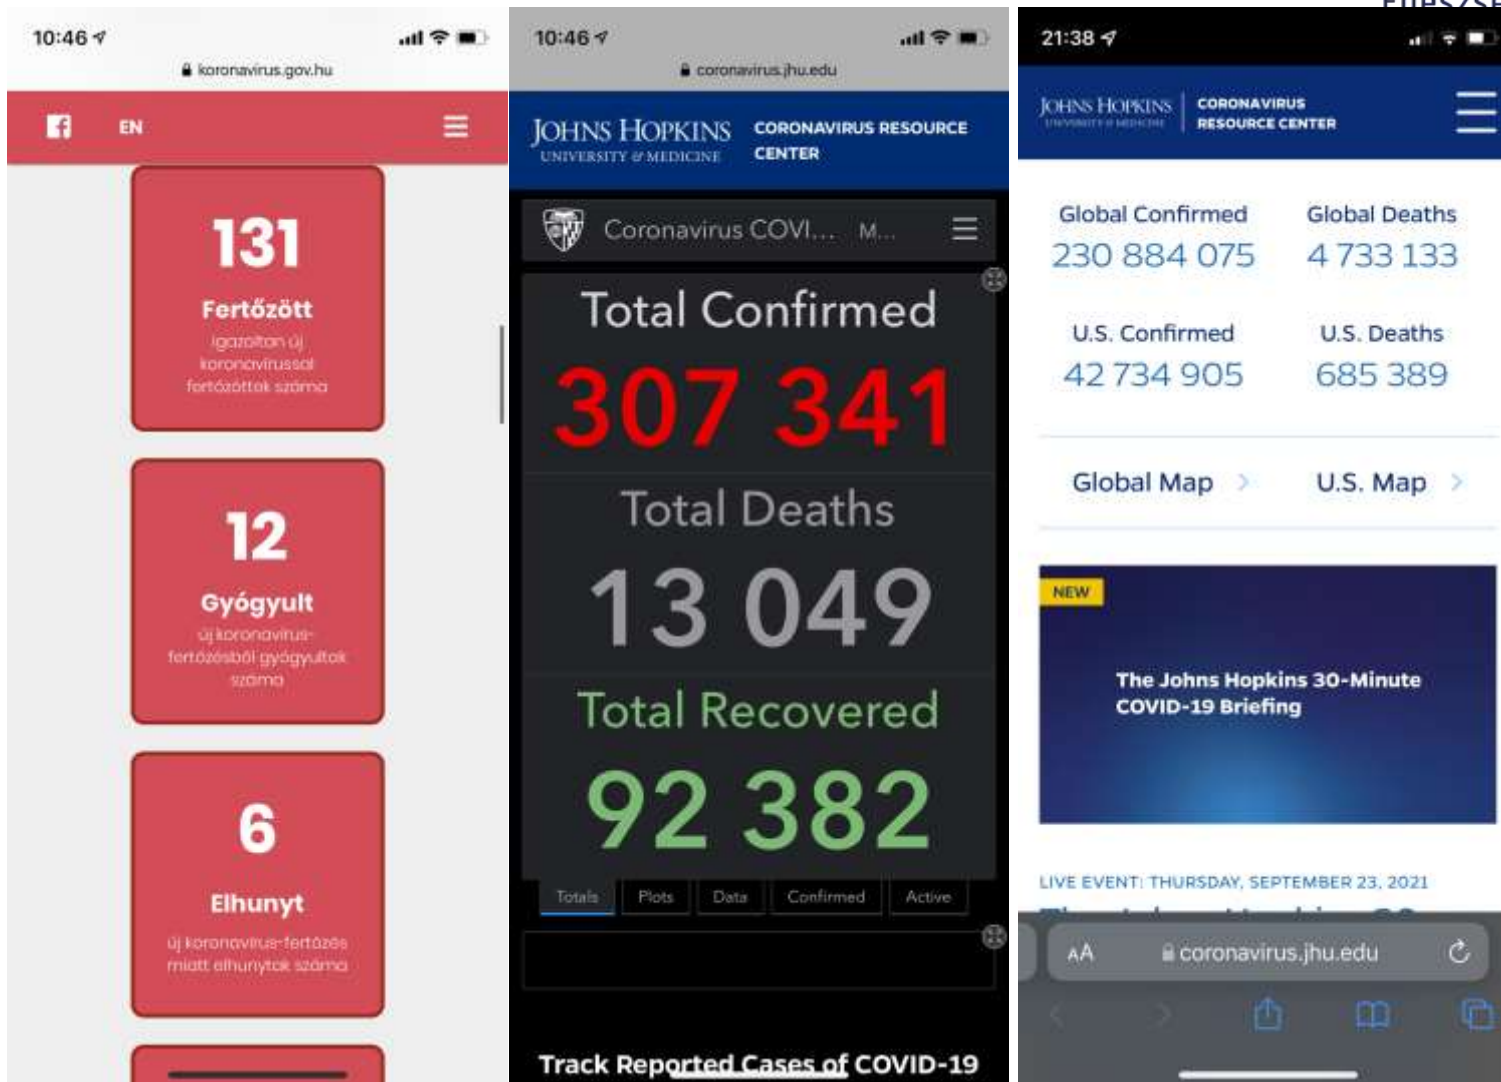 10:46
koronavirus.gov.hu
EN
131
Fertőzött
igazoltan új
koronavírussal
fertőzöttek száma
12
Gyógyult
új koronavírus-
fertőzésből gyógyultak
száma
6
Elhunyt
új koronavírus-fertőzés
miatt elhunytak száma
10:46
coronavirus.jhu.edu
JOHNS HOPKINS
UNIVERSITY & MEDICINE
CORONAVIRUS RESOURCE
CENTER
Coronavirus COVI... M...
Total Confirmed
307 341
Total Deaths
13 049
Total Recovered
92 382
Totals Plots Data Confirmed Active
Track Reported Cases of COVID-19
21:38
JOHNS HOPKINS
UNIVERSITY & MEDICINE
CORONAVIRUS
RESOURCE CENTER
Global Confirmed Global Deaths
230 884 075 4 733 133
U.S. Confirmed U.S. Deaths
42 734 905 685 389
Global Map U.S. Map
NEW
The Johns Hopkins 30-Minute
COVID-19 Briefing
LIVE EVENT: THURSDAY, SEPTEMBER 23, 2021
AA coronavirus.jhu.edu